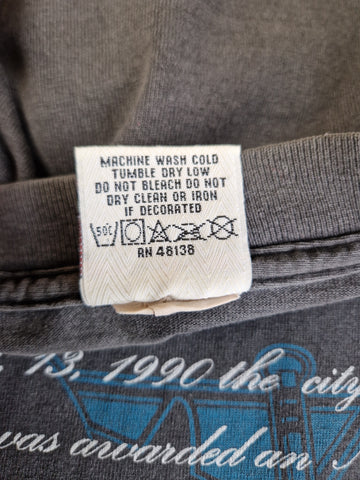 MACHINE WASH COLD
TUMBLE DRY LOW
DO NOT BLEACH DO NOT
DRY CLEAN OR IRON
IF DECORATED
50C
RN 48138
13, 1990 the city
was awarded an